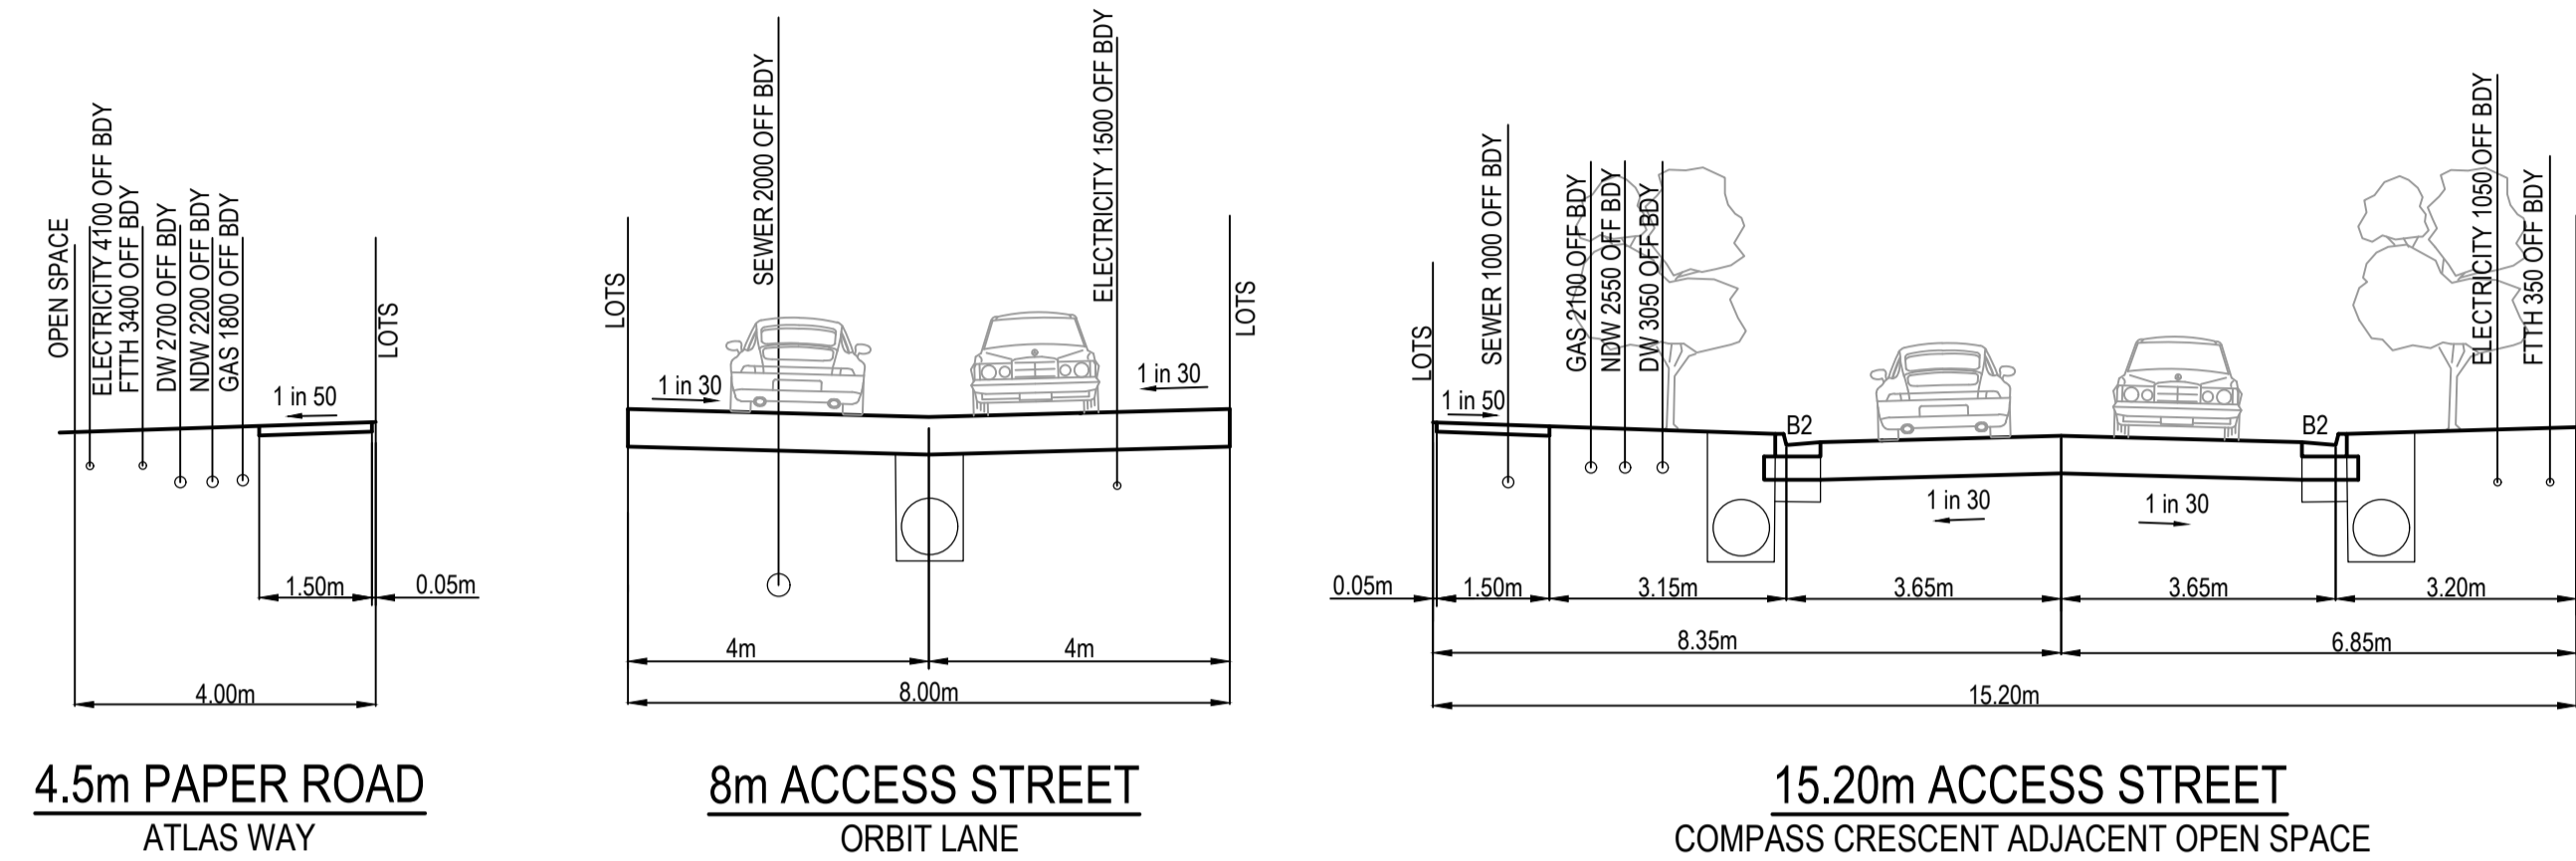 OPEN SPACE
ELECTRICITY 4100 OFF BDY
FTTH 3400 OFF BDY
DW 2700 OFF BDY
NDW 2200 OFF BDY
GAS 1800 OFF BDY
LOTS
1 in 50
1.50m
0.05m
4.00m
4.5m PAPER ROAD
ATLAS WAY
LOTS
SEWER 2000 OFF BDY
ELECTRICITY 1500 OFF BDY
LOTS
1 in 30
1 in 30
4m
4m
8.00m
8m ACCESS STREET
ORBIT LANE
LOTS
SEWER 1000 OFF BDY
GAS 2100 OFF BDY
NDW 2550 OFF BDY
DW 3050 OFF BDY
ELECTRICITY 1050 OFF BDY
FTTH 350 OFF BDY
1 in 50
B2
B2
1 in 30
1 in 30
0.05m
1.50m
3.15m
3.65m
3.65m
3.20m
8.35m
6.85m
15.20m
15.20m ACCESS STREET
COMPASS CRESCENT ADJACENT OPEN SPACE